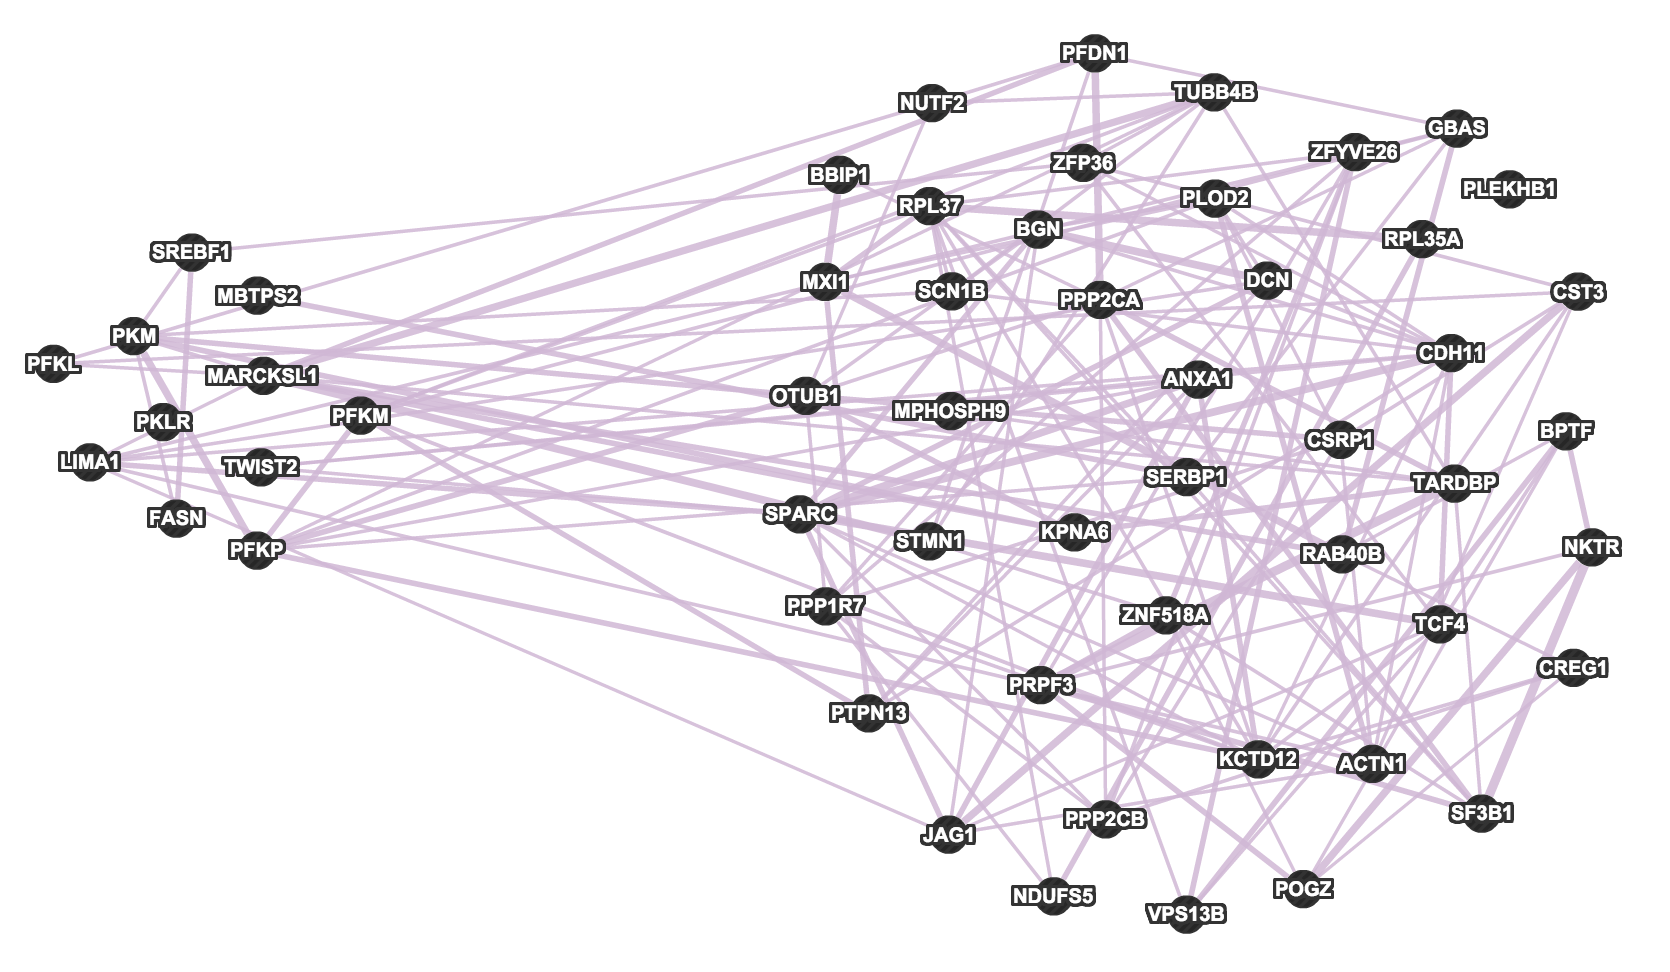 PFDN1
NUTF2
TUBB4B
GBAS
ZFYVE26
ZFP36
BBIP1
PLEKHB1
PLOD2
RPL37
BGN
RPL35A
SREBF1
MXI1
SCN1B
DCN
CST3
MBTPS2
PPP2CA
PKM
CDH11
PFKL
MARCKSL1
ANXA1
OTUB1
MPHOSPH9
PFKM
PKLR
CSRP1
BPTF
LIMA1
TWIST2
SERBP1
TARDBP
FASN
SPARC
KPNA6
STMN1
NKTR
PFKP
RAB40B
PPP1R7
ZNF518A
TCF4
CREG1
PRPF3
PTPN13
KCTD12
ACTN1
SF3B1
PPP2CB
JAG1
POGZ
NDUFS5
VPS13B